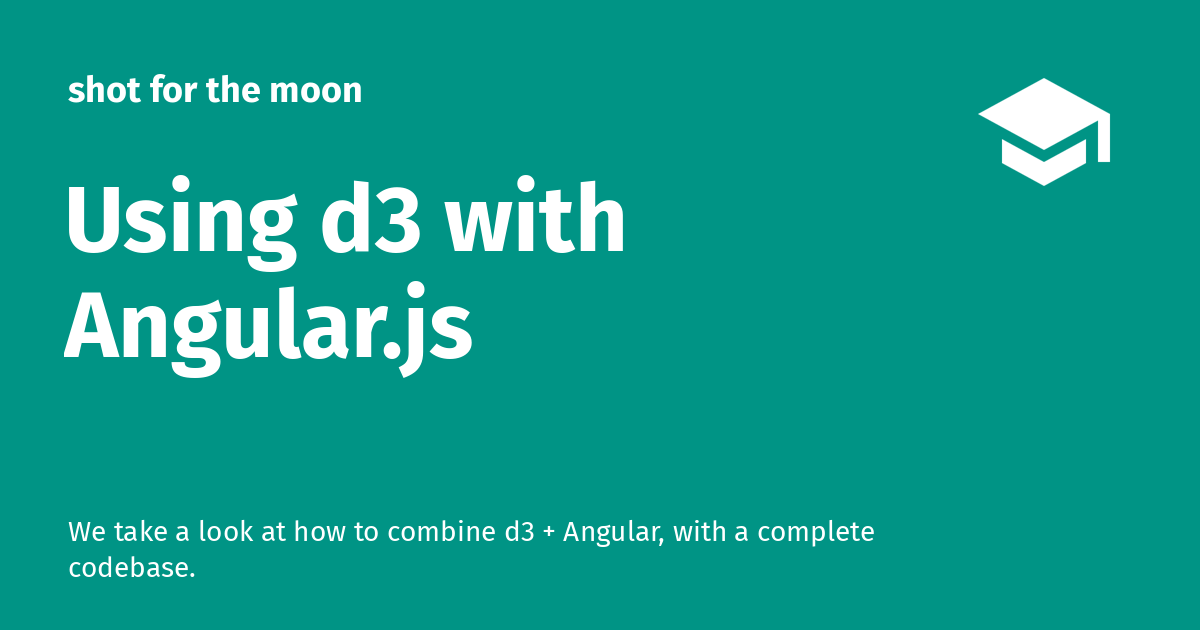 shot for the moon
Using d3 with
Angular.js
We take a look at how to combine d3 + Angular, with a complete
codebase.